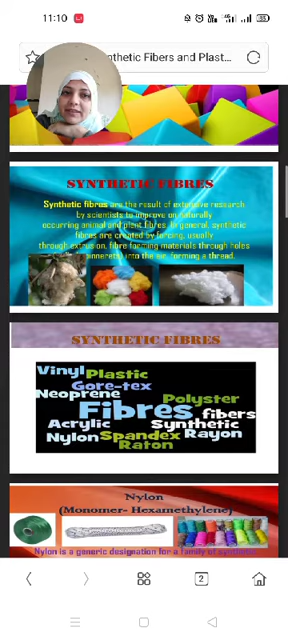 11:10
nthetic Fibers and Plast...
SYNTHETIC FIBRES
Synthetic fibres are the result of extensive research
by scientists to improve on naturally
occurring animal and plant fibres. In general, synthetic
fibres are created by forcing, usually
through extrusion, fibre forming materials through holes
into the air, forming a thread.
SYNTHETIC FIBRES
Vinyl Plastic
Gore-tex
Neoprene
Polyster
Fibres fibers
Acrylic Synthetic
Nylon Spandex Rayon
Raton
Nylon
(Monomer- Hexamethylene)
Nylon is a generic designation for a family of synthetic
2